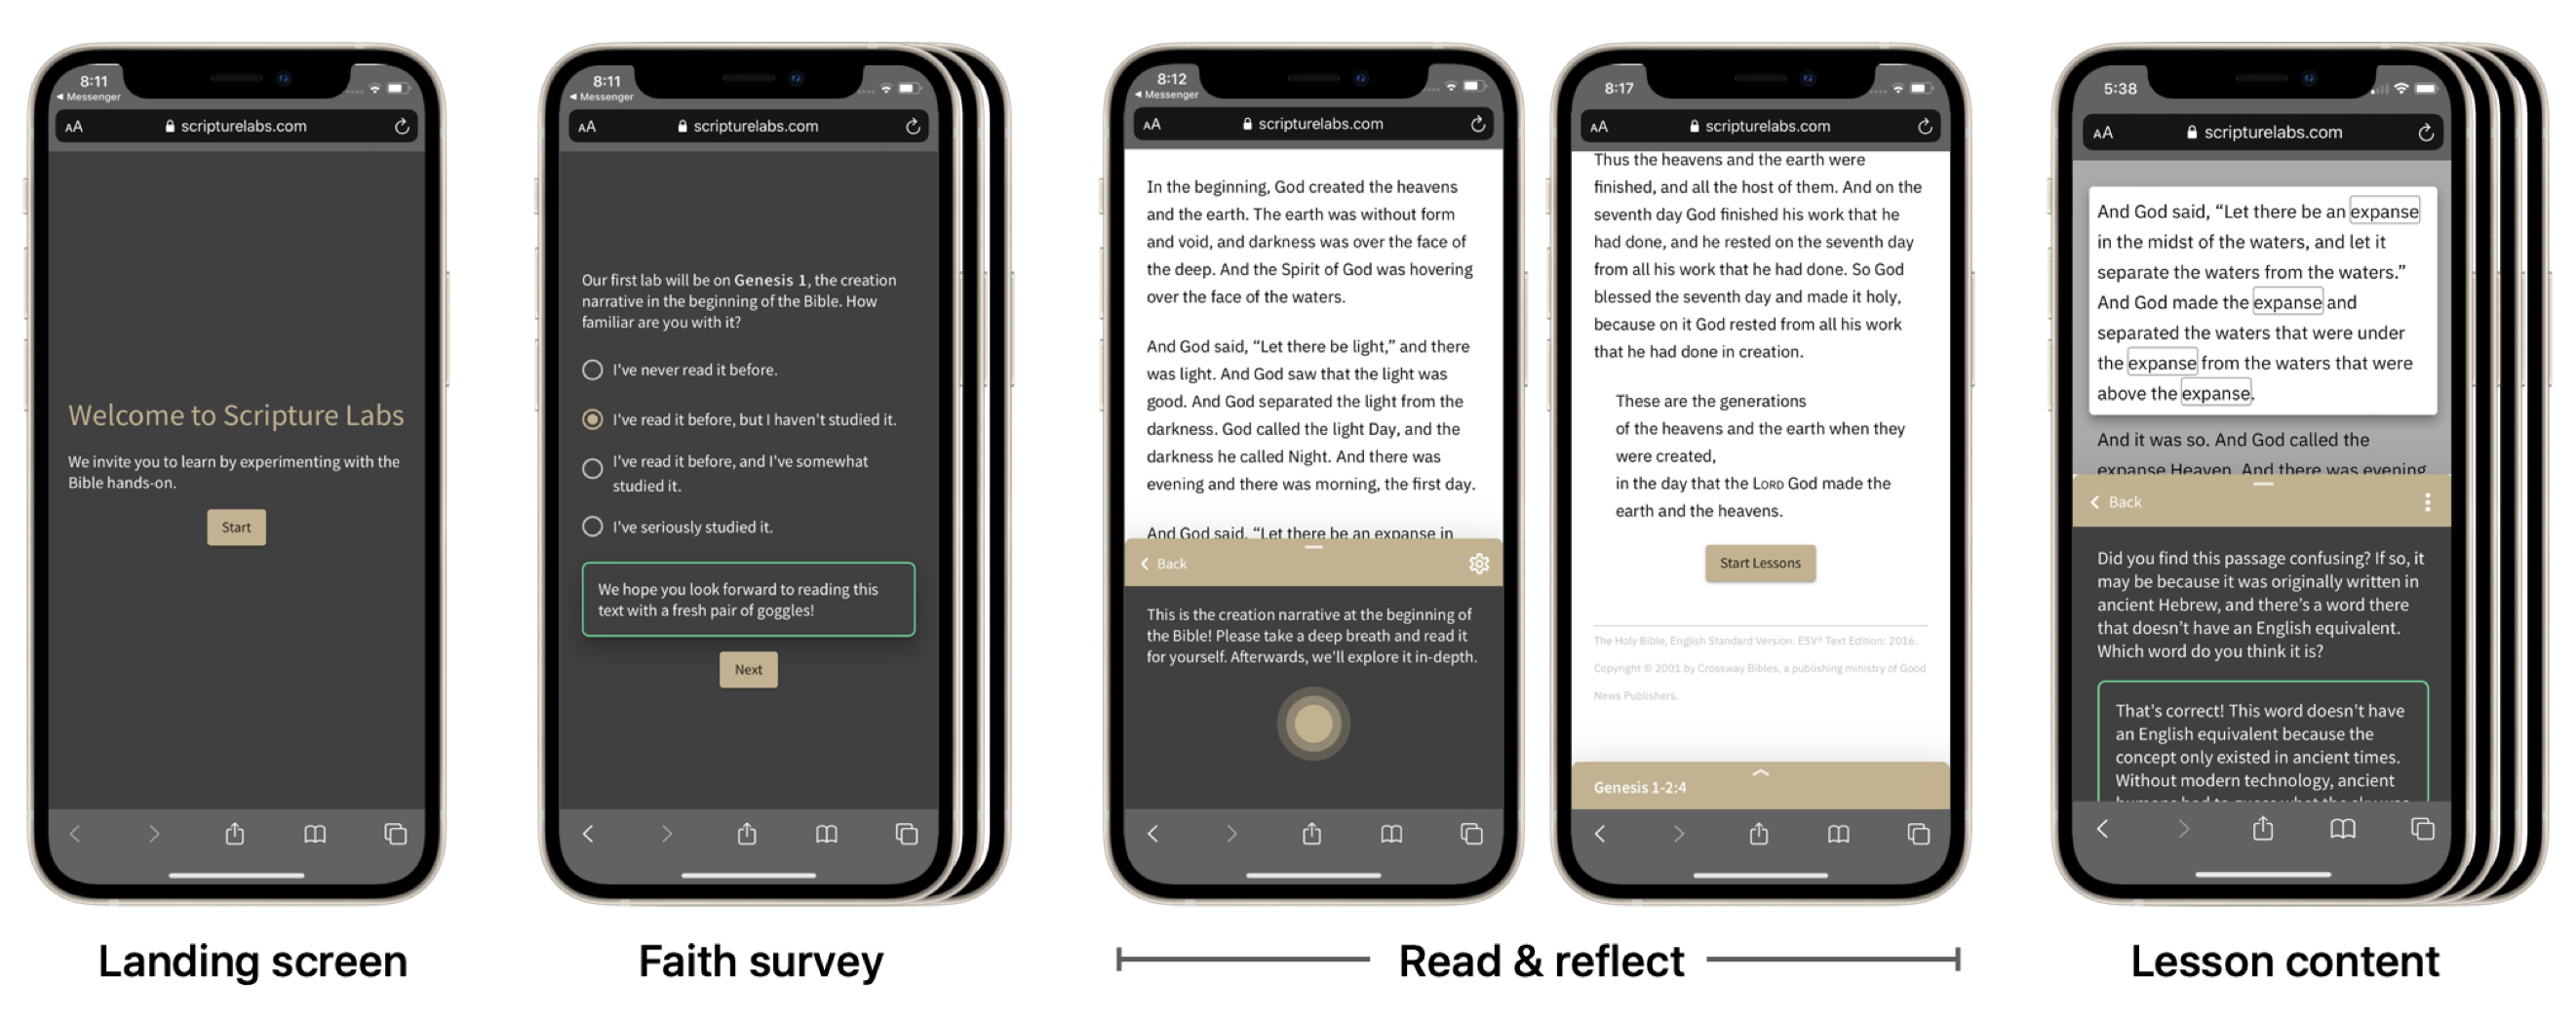 8:11
◀ Messenger
AA
scripturelabs.com
Welcome to Scripture Labs
We invite you to learn by experimenting with the
Bible hands-on.
Start
Landing screen
8:11
◀ Messenger
AA
scripturelabs.com
Our first lab will be on Genesis 1, the creation
narrative in the beginning of the Bible. How
familiar are you with it?
I've never read it before.
I've read it before, but I haven't studied it.
I've read it before, and I've somewhat
studied it.
I've seriously studied it.
We hope you look forward to reading this
text with a fresh pair of goggles!
Next
Faith survey
8:12
◀ Messenger
AA
scripturelabs.com
In the beginning, God created the heavens
and the earth. The earth was without form
and void, and darkness was over the face of
the deep. And the Spirit of God was hovering
over the face of the waters.
And God said, “Let there be light,” and there
was light. And God saw that the light was
good. And God separated the light from the
darkness. God called the light Day, and the
darkness he called Night. And there was
evening and there was morning, the first day.
And God said, “Let there be an expanse in
Back
This is the creation narrative at the beginning of
the Bible! Please take a deep breath and read it
for yourself. Afterwards, we'll explore it in-depth.
8:17
AA
scripturelabs.com
Thus the heavens and the earth were
finished, and all the host of them. And on the
seventh day God finished his work that he
had done, and he rested on the seventh day
from all his work that he had done. So God
blessed the seventh day and made it holy,
because on it God rested from all his work
that he had done in creation.
These are the generations
of the heavens and the earth when they
were created,
in the day that the LORD God made the
earth and the heavens.
Start Lessons
The Holy Bible, English Standard Version. ESV® Text Edition: 2016.
Copyright © 2001 by Crossway Bibles, a publishing ministry of Good
News Publishers.
Genesis 1-2:4
Read & reflect
5:38
AA
scripturelabs.com
And God said, “Let there be an expanse
in the midst of the waters, and let it
separate the waters from the waters.”
And God made the expanse and
separated the waters that were under
the expanse from the waters that were
above the expanse.
And it was so. And God called the
expanse Heaven. And there was evening
Back
Did you find this passage confusing? If so, it
may be because it was originally written in
ancient Hebrew, and there's a word there
that doesn't have an English equivalent.
Which word do you think it is?
That's correct! This word doesn't have
an English equivalent because the
concept only existed in ancient times.
Without modern technology, ancient
humans had to guess what the sky was
Lesson content